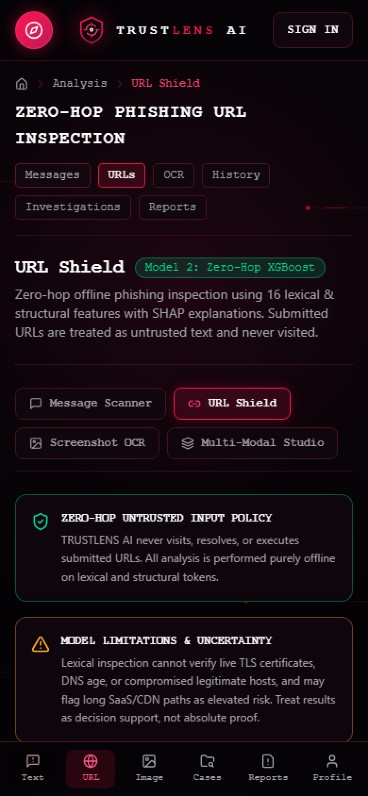 TRUSTLENS AI
SIGN IN
Analysis
URL Shield
ZERO-HOP PHISHING URL
INSPECTION
Messages
URLs
OCR
History
Investigations
Reports
URL Shield
Model 2: Zero-Hop XGBoost
Zero-hop offline phishing inspection using 16 lexical &
structural features with SHAP explanations. Submitted
URLs are treated as untrusted text and never visited.
Message Scanner
URL Shield
Screenshot OCR
Multi-Modal Studio
ZERO-HOP UNTRUSTED INPUT POLICY
TRUSTLENS AI never visits, resolves, or executes
submitted URLs. All analysis is performed purely offline
on lexical and structural tokens.
MODEL LIMITATIONS & UNCERTAINTY
Lexical inspection cannot verify live TLS certificates,
DNS age, or compromised legitimate hosts, and may
flag long SaaS/CDN paths as elevated risk. Treat results
as decision support, not absolute proof.
Text
URL
Image
Cases
Reports
Profile